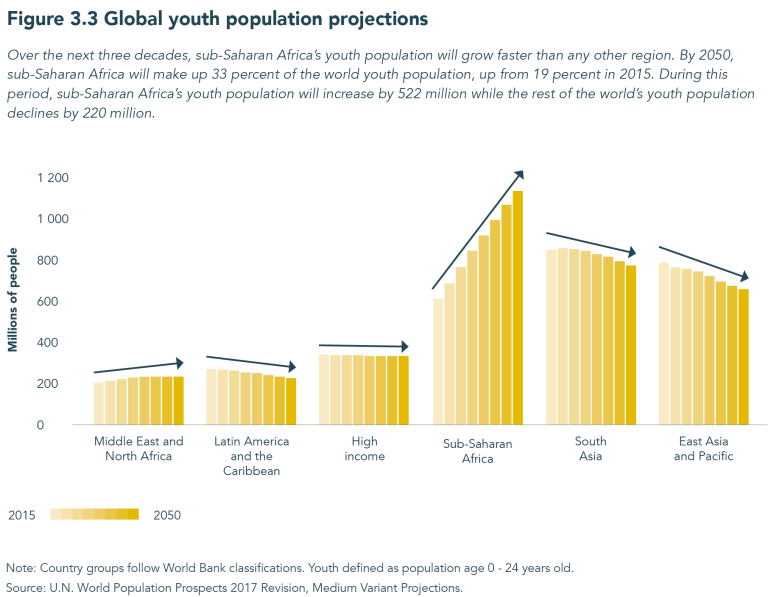 Figure 3.3 Global youth population projections
Over the next three decades, sub-Saharan Africa's youth population will grow faster than any other region. By 2050,
sub-Saharan Africa will make up 33 percent of the world youth population, up from 19 percent in 2015. During this
period, sub-Saharan Africa's youth population will increase by 522 million while the rest of the world's youth population
declines by 220 million.
Millions of people
1 200
1 000
800
600
400
200
0
Middle East and
North Africa
Latin America
and the
Caribbean
High
income
Sub-Saharan
Africa
South
Asia
East Asia
and Pacific
2015 2050
Note: Country groups follow World Bank classifications. Youth defined as population age 0 - 24 years old.
Source: U.N. World Population Prospects 2017 Revision, Medium Variant Projections.